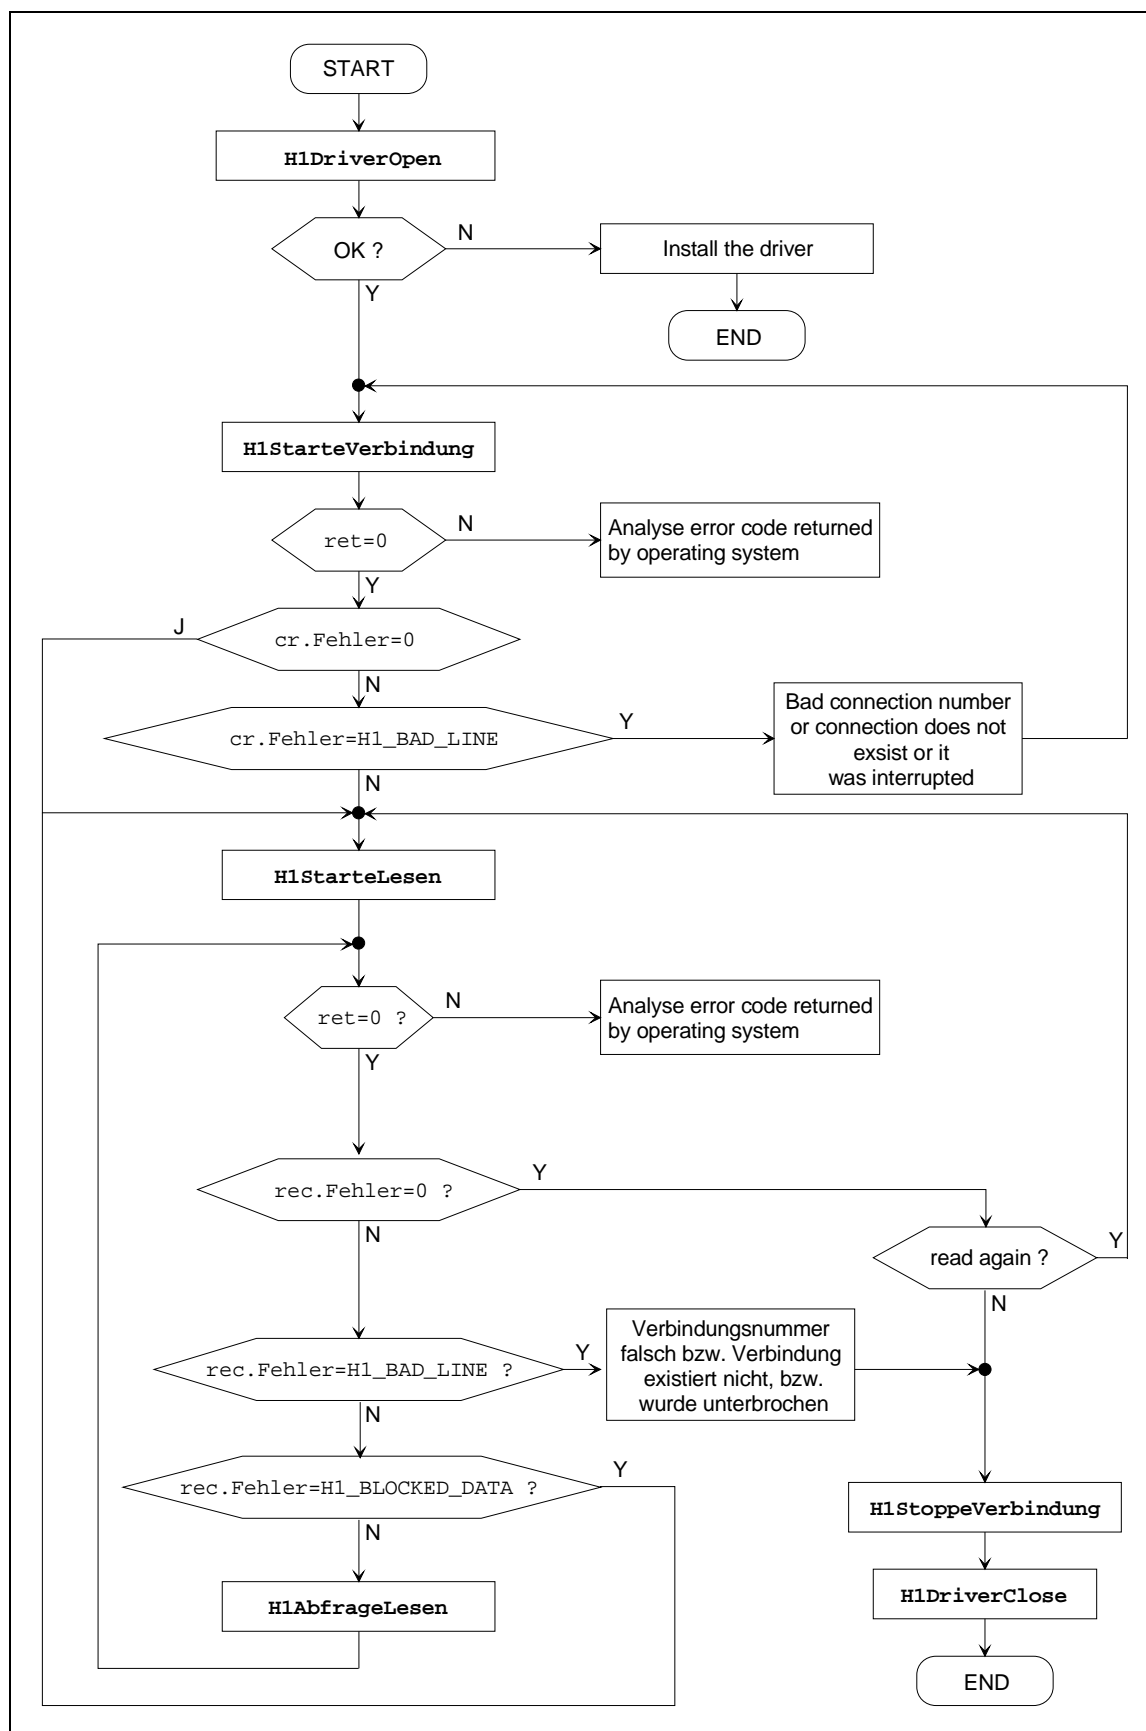 START
H1DriverOpen
OK ?
N
Install the driver
Y
END
H1StarteVerbindung
ret=0
N
Analyse error code returned
by operating system
Y
J
cr.Fehler=0
N
cr.Fehler=H1_BAD_LINE
Y
Bad connection number
or connection does not
exsist or it
was interrupted
N
H1StarteLesen
ret=0 ?
N
Analyse error code returned
by operating system
Y
rec.Fehler=0 ?
Y
N
read again ?
Y
N
rec.Fehler=H1_BAD_LINE ?
Y
Verbindungsnummer
falsch bzw. Verbindung
existiert nicht, bzw.
wurde unterbrochen
N
rec.Fehler=H1_BLOCKED_DATA ?
Y
N
H1StoppeVerbindung
H1AbfrageLesen
H1DriverClose
END